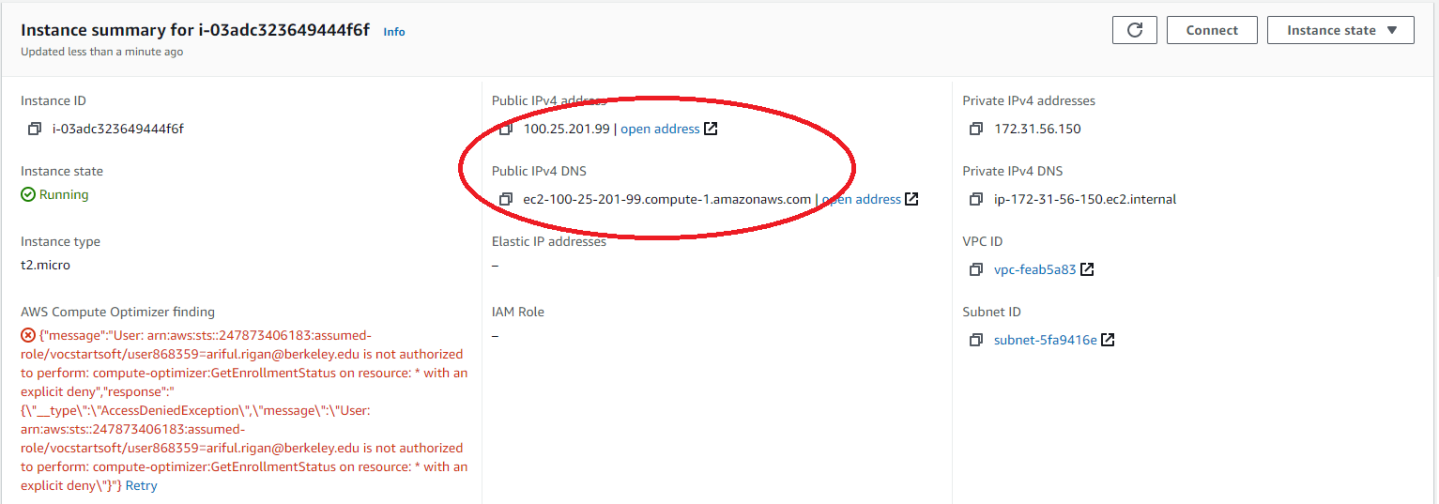 Instance summary for i-03adc323649444f6f Info
Updated less than a minute ago
Connect
Instance state
Instance ID
i-03adc323649444f6f
Public IPv4 address
100.25.201.99 | open address
Private IPv4 addresses
172.31.56.150
Instance state
Running
Public IPv4 DNS
ec2-100-25-201-99.compute-1.amazonaws.com | open address
Private IPv4 DNS
ip-172-31-56-150.ec2.internal
Instance type
t2.micro
Elastic IP addresses
–
VPC ID
vpc-feab5a83
AWS Compute Optimizer finding
{"message":"User: arn:aws:sts::247873406183:assumed-
role/vocstartsoft/user868359=ariful.rigan@berkeley.edu is not authorized
to perform: compute-optimizer:GetEnrollmentStatus on resource: * with an
explicit deny","response":"
{\"__type\":\"AccessDeniedException\",\"message\":\"User:
arn:aws:sts::247873406183:assumed-
role/vocstartsoft/user868359=ariful.rigan@berkeley.edu is not authorized
to perform: compute-optimizer:GetEnrollmentStatus on resource: * with an
explicit deny\"}"} Retry
IAM Role
–
Subnet ID
subnet-5fa9416e